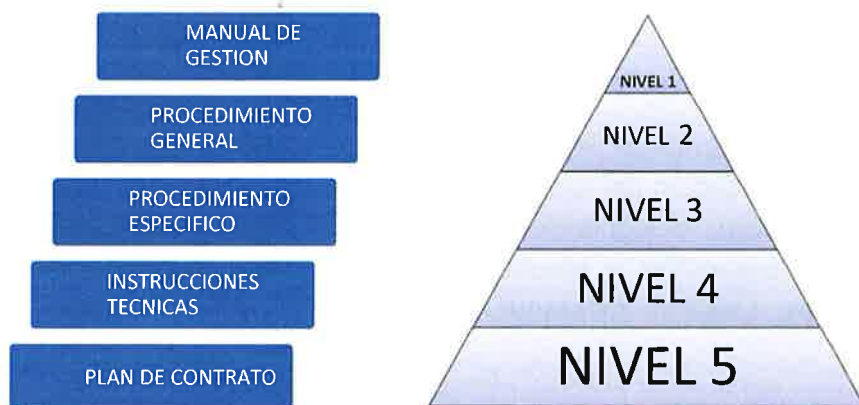 MANUAL DE
GESTION
NIVEL 1
PROCEDIMIENTO
GENERAL
NIVEL 2
PROCEDIMIENTO
ESPECIFICO
NIVEL 3
INSTRUCCIONES
TECNICAS
NIVEL 4
PLAN DE CONTRATO
NIVEL 5